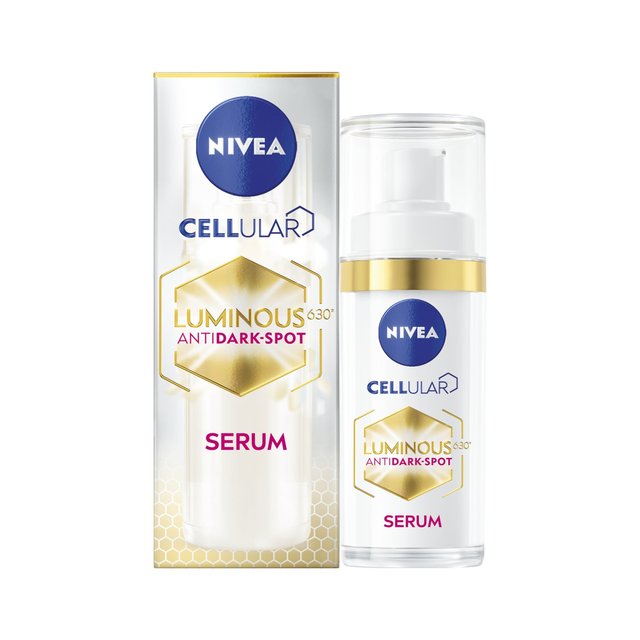 NIVEA
CELLULAR
LUMINOUS630®
ANTIDARK-SPOT
SERUM
NIVEA
CELLULAR
LUMINOUS630®
ANTIDARK-SPOT
SERUM